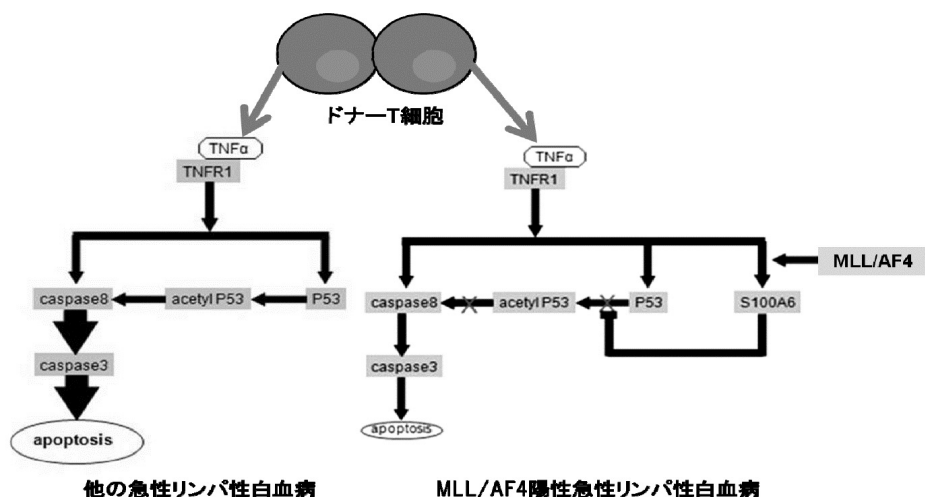 ドナーT細胞
TNFα
TNFR1
caspase8
acetyl P53
P53
caspase3
apoptosis
他の急性リンパ性白血病
TNFα
TNFR1
MLL/AF4
caspase8
acetyl P53
P53
S100A6
caspase3
apoptosis
MLL/AF4陽性急性リンパ性白血病